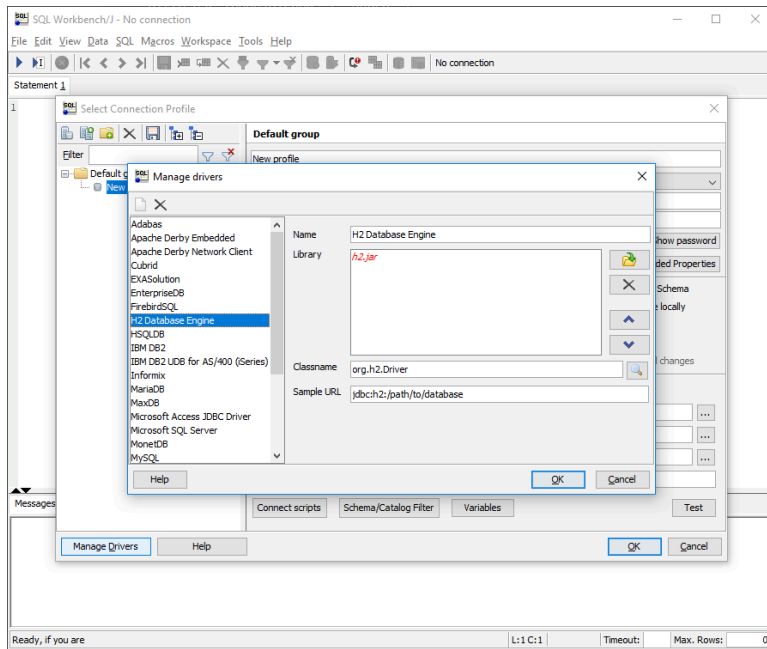 SQL Workbench/J - No connection
File Edit View Data SQL Macros Workspace Tools Help
No connection
Statement 1
1
Select Connection Profile
Default group
Filter
New profile
Default g
New
Manage drivers
Adabas
Apache Derby Embedded
Apache Derby Network Client
Cubrid
EXASolution
EnterpriseDB
FirebirdSQL
H2 Database Engine
HSQLDB
IBM DB2
IBM DB2 UDB for AS/400 (iSeries)
Informix
MariaDB
MaxDB
Microsoft Access JDBC Driver
Microsoft SQL Server
MonetDB
MySQL
Name H2 Database Engine
Library h2.jar
Classname org.h2.Driver
Sample URL jdbc:h2:/path/to/database
Help OK Cancel
how password
ded Properties
Schema
locally
changes
...
...
...
Messages
Connect scripts Schema/Catalog Filter Variables Test
Manage Drivers Help OK Cancel
Ready, if you are L:1 C:1 Timeout: Max. Rows: 0